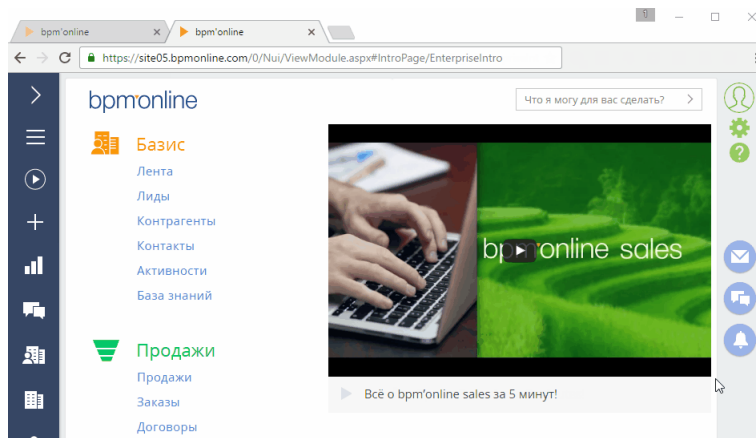 1
bpm'online
bpm'online
https://site05.bpmonline.com/0/Nui/ViewModule.aspx#IntroPage/EnterpriseIntro
bpm'online
Что я могу для вас сделать?
Базис
Лента
Лиды
Контрагенты
Контакты
Активности
База знаний
bpm'online sales
Продажи
Продажи
Заказы
Договоры
Всё о bpm'online sales за 5 минут!